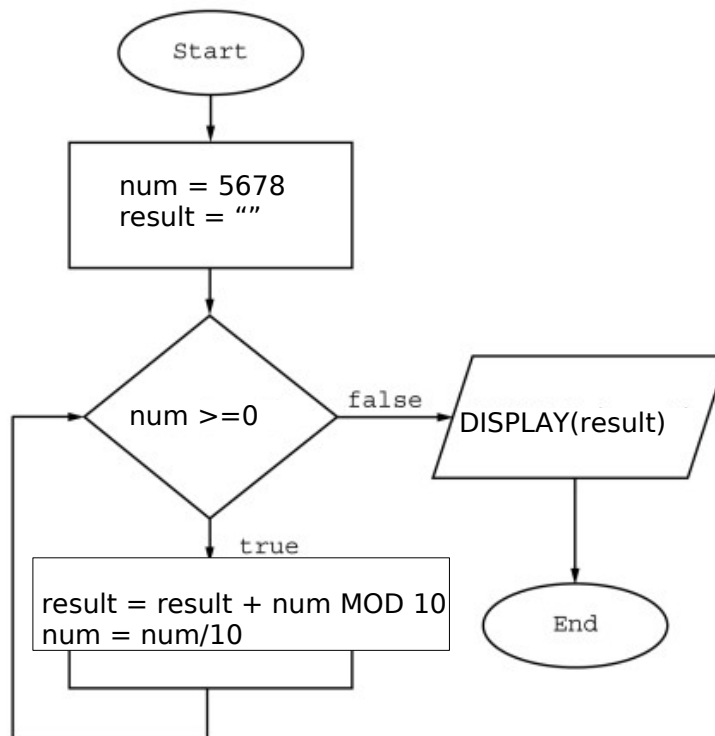 Start
num = 5678
result = “”
num >=0
false
DISPLAY(result)
true
result = result + num MOD 10
num = num/10
End